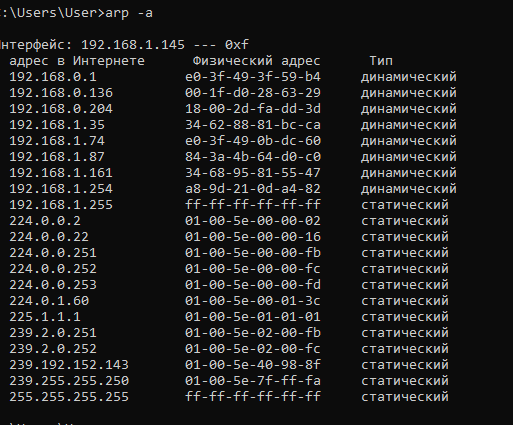 :\Users\User>arp -a
нтерфейс: 192.168.1.145 --- 0xf
адрес в Интернете Физический адрес Тип
192.168.0.1 e0-3f-49-3f-59-b4 динамический
192.168.0.136 00-1f-d0-28-63-29 динамический
192.168.0.204 18-00-2d-fa-dd-3d динамический
192.168.1.35 34-62-88-81-bc-ca динамический
192.168.1.74 e0-3f-49-0b-dc-60 динамический
192.168.1.87 84-3a-4b-64-d0-c0 динамический
192.168.1.161 34-68-95-81-55-47 динамический
192.168.1.254 a8-9d-21-0d-a4-82 динамический
192.168.1.255 ff-ff-ff-ff-ff-ff статический
224.0.0.2 01-00-5e-00-00-02 статический
224.0.0.22 01-00-5e-00-00-16 статический
224.0.0.251 01-00-5e-00-00-fb статический
224.0.0.252 01-00-5e-00-00-fc статический
224.0.0.253 01-00-5e-00-00-fd статический
224.0.1.60 01-00-5e-00-01-3c статический
225.1.1.1 01-00-5e-01-01-01 статический
239.2.0.251 01-00-5e-02-00-fb статический
239.2.0.252 01-00-5e-02-00-fc статический
239.192.152.143 01-00-5e-40-98-8f статический
239.255.255.250 01-00-5e-7f-ff-fa статический
255.255.255.255 ff-ff-ff-ff-ff-ff статический